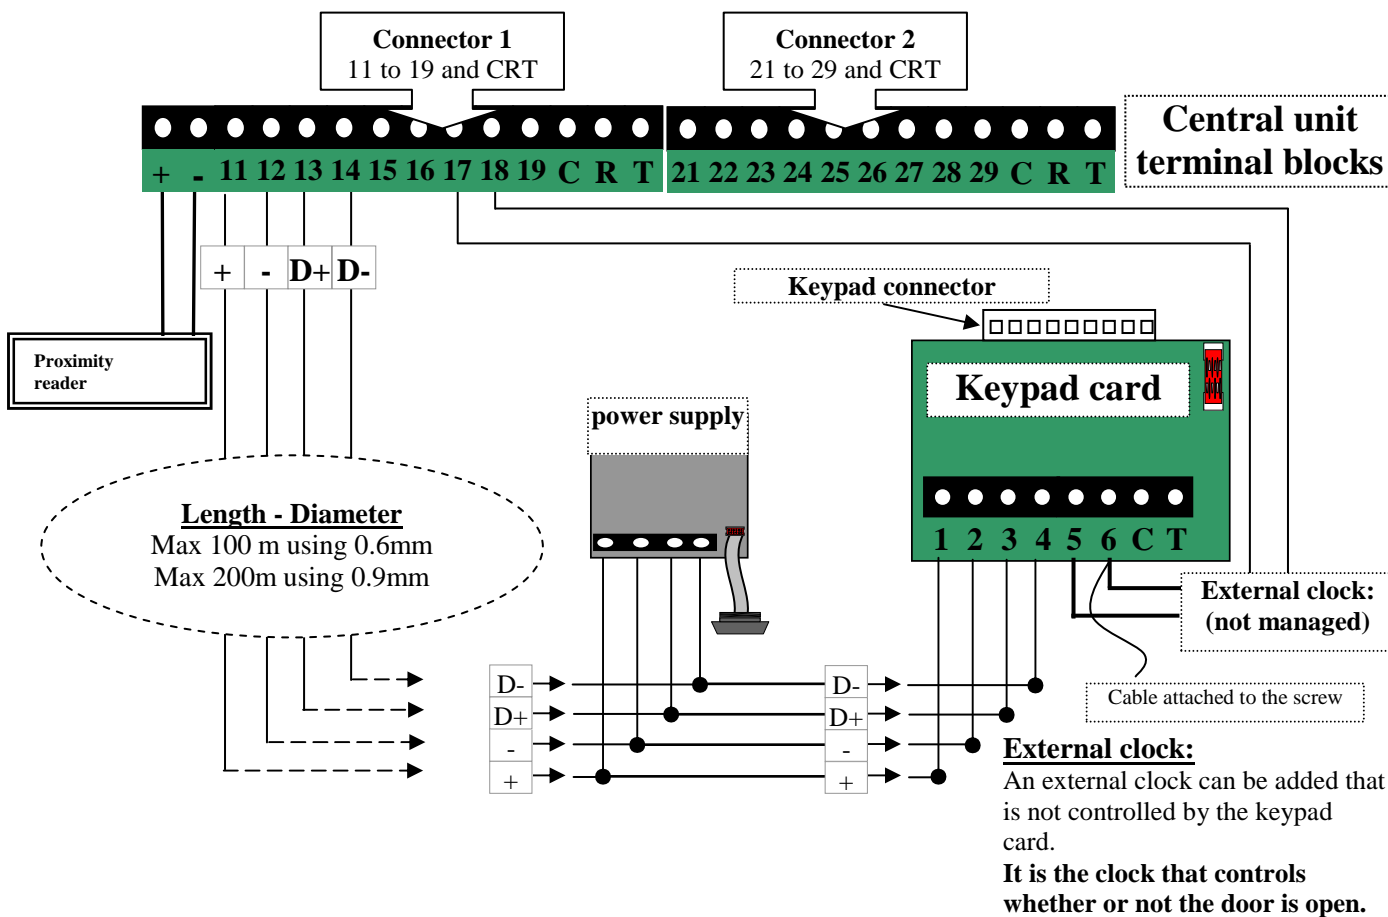 Connector 1
11 to 19 and CRT
Connector 2
21 to 29 and CRT
Central unit
terminal blocks
+ - 11 12 13 14 15 16 17 18 19 C R T
21 22 23 24 25 26 27 28 29 C R T
+ - D+ D-
Keypad connector
Proximity
reader
Keypad card
power supply
Length - Diameter
Max 100 m using 0.6mm
Max 200m using 0.9mm
1 2 3 4 5 6 C T
External clock:
(not managed)
D-
D+
-
+
D-
D+
-
+
Cable attached to the screw
External clock:
An external clock can be added that
is not controlled by the keypad
card.
It is the clock that controls
whether or not the door is open.